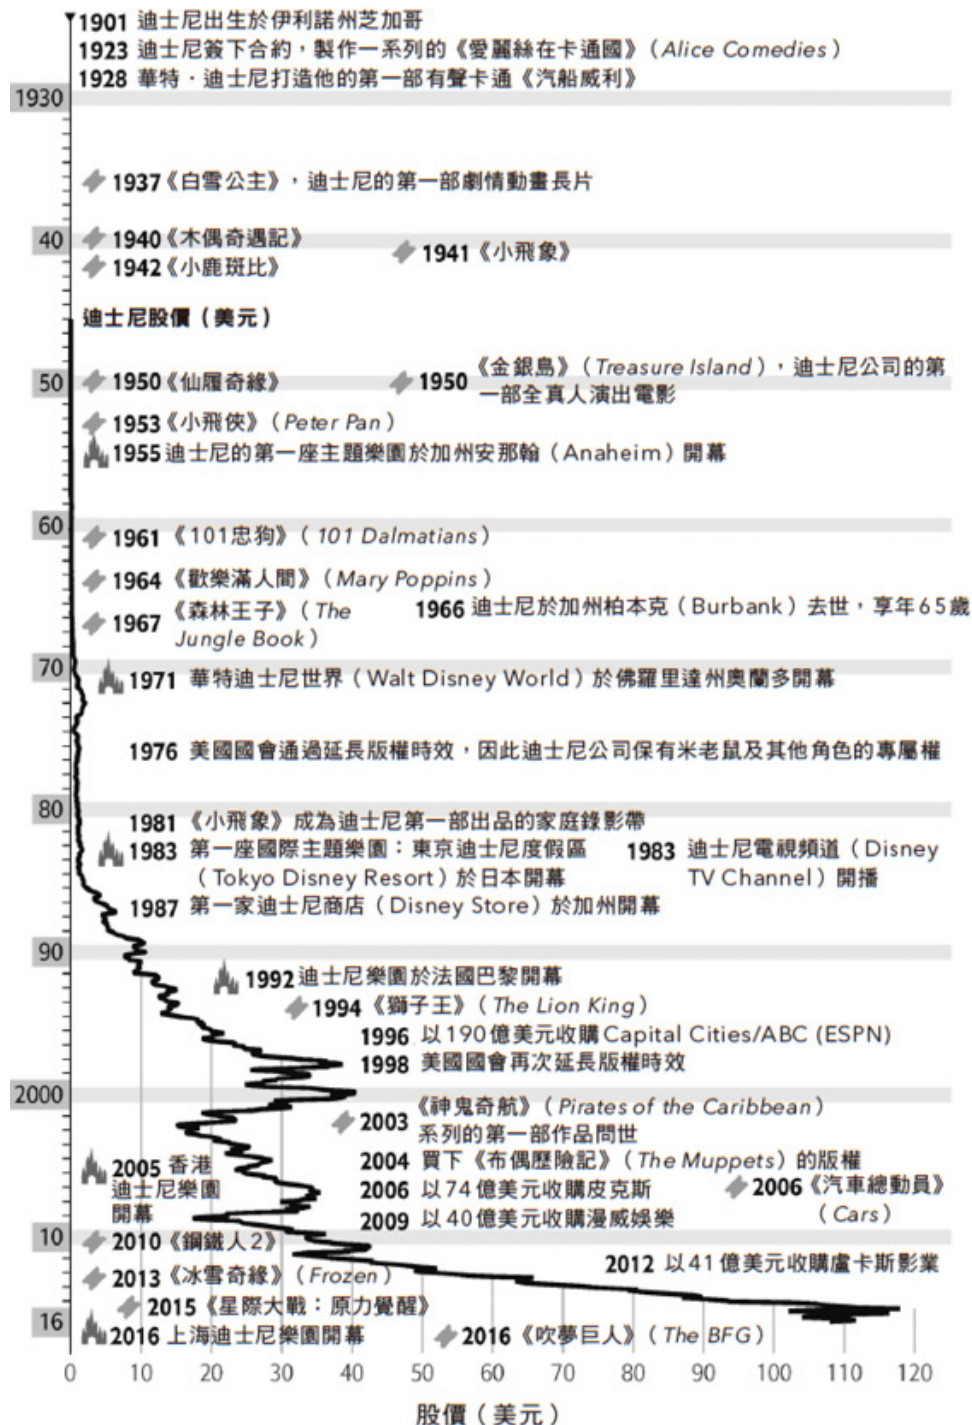 1901 迪士尼出生於伊利諾州芝加哥
1923 迪士尼簽下合約，製作一系列的《愛麗絲在卡通國》（Alice Comedies）
1928 華特．迪士尼打造他的第一部有聲卡通《汽船威利》
1930
1937《白雪公主》，迪士尼的第一部劇情動畫長片
40
1940《木偶奇遇記》
1941《小飛象》
1942《小鹿斑比》
迪士尼股價（美元）
50
1950《仙履奇緣》
1950 《金銀島》（Treasure Island），迪士尼公司的第
一部全真人演出電影
1953《小飛俠》（Peter Pan）
1955 迪士尼的第一座主題樂園於加州安那翰（Anaheim）開幕
60
1961 《101忠狗》（101 Dalmatians）
1964 《歡樂滿人間》（Mary Poppins）
1966 迪士尼於加州柏本克（Burbank）去世，享年65歲
1967 《森林王子》（The
Jungle Book）
70
1971 華特迪士尼世界（Walt Disney World）於佛羅里達州奧蘭多開幕
1976 美國國會通過延長版權時效，因此迪士尼公司保有米老鼠及其他角色的專屬權
80
1981 《小飛象》成為迪士尼第一部出品的家庭錄影帶
1983 第一座國際主題樂園：東京迪士尼度假區
（Tokyo Disney Resort）於日本開幕
1983 迪士尼電視頻道（Disney
TV Channel）開播
1987 第一家迪士尼商店（Disney Store）於加州開幕
90
1992 迪士尼樂園於法國巴黎開幕
1994 《獅子王》（The Lion King）
1996 以190億美元收購Capital Cities/ABC (ESPN)
1998 美國國會再次延長版權時效
2000
2003 《神鬼奇航》（Pirates of the Caribbean）
系列的第一部作品問世
2004 買下《布偶歷險記》（The Muppets）的版權
2005 香港
迪士尼樂園
開幕
2006 以74億美元收購皮克斯
2006《汽車總動員》
（Cars）
2009 以40億美元收購漫威娛樂
10
2010《鋼鐵人2》
2012 以41億美元收購盧卡斯影業
2013《冰雪奇緣》（Frozen）
2015《星際大戰：原力覺醒》
16
2016 上海迪士尼樂園開幕
2016《吹夢巨人》（The BFG）
0 10 20 30 40 50 60 70 80 90 100 110 120
股價（美元）